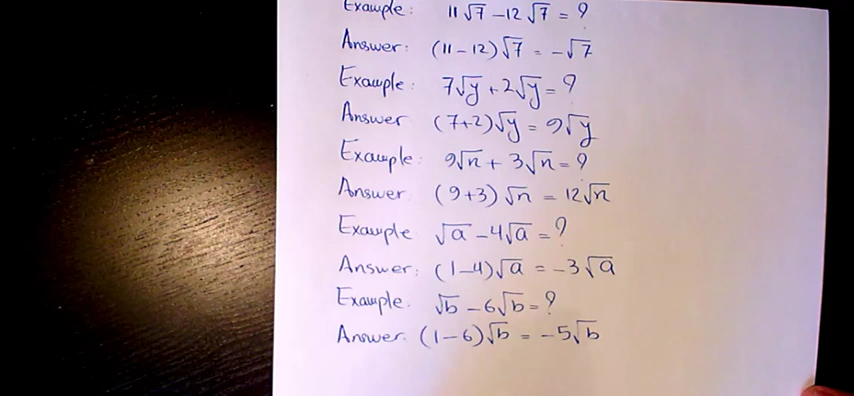 Example: 11√7 - 12√7 = ?
Answer: (11-12)√7 = -√7
Example: 7√y + 2√y = ?
Answer (7+2)√y = 9√y
Example: 9√n + 3√n = ?
Answer (9+3)√n = 12√n
Example √a - 4√a = ?
Answer: (1-4)√a = -3√a
Example. √b - 6√b = ?
Answer. (1-6)√b = -5√b